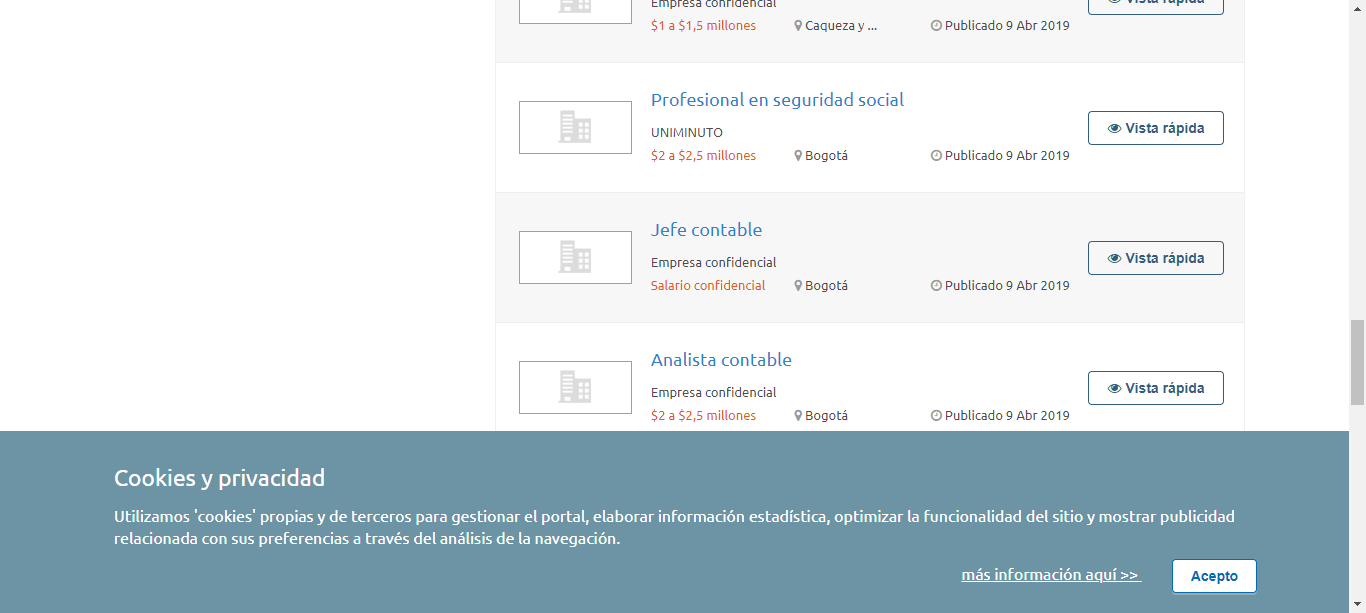 Empresa confidencial
Vista rápida
$1 a $1,5 millones Caqueza y ... Publicado 9 Abr 2019
Profesional en seguridad social
UNIMINUTO
Vista rápida
$2 a $2,5 millones Bogotá Publicado 9 Abr 2019
Jefe contable
Empresa confidencial
Vista rápida
Salario confidencial Bogotá Publicado 9 Abr 2019
Analista contable
Empresa confidencial
Vista rápida
$2 a $2,5 millones Bogotá Publicado 9 Abr 2019
Cookies y privacidad
Utilizamos 'cookies' propias y de terceros para gestionar el portal, elaborar información estadística, optimizar la funcionalidad del sitio y mostrar publicidad
relacionada con sus preferencias a través del análisis de la navegación.
más información aquí >>
Acepto